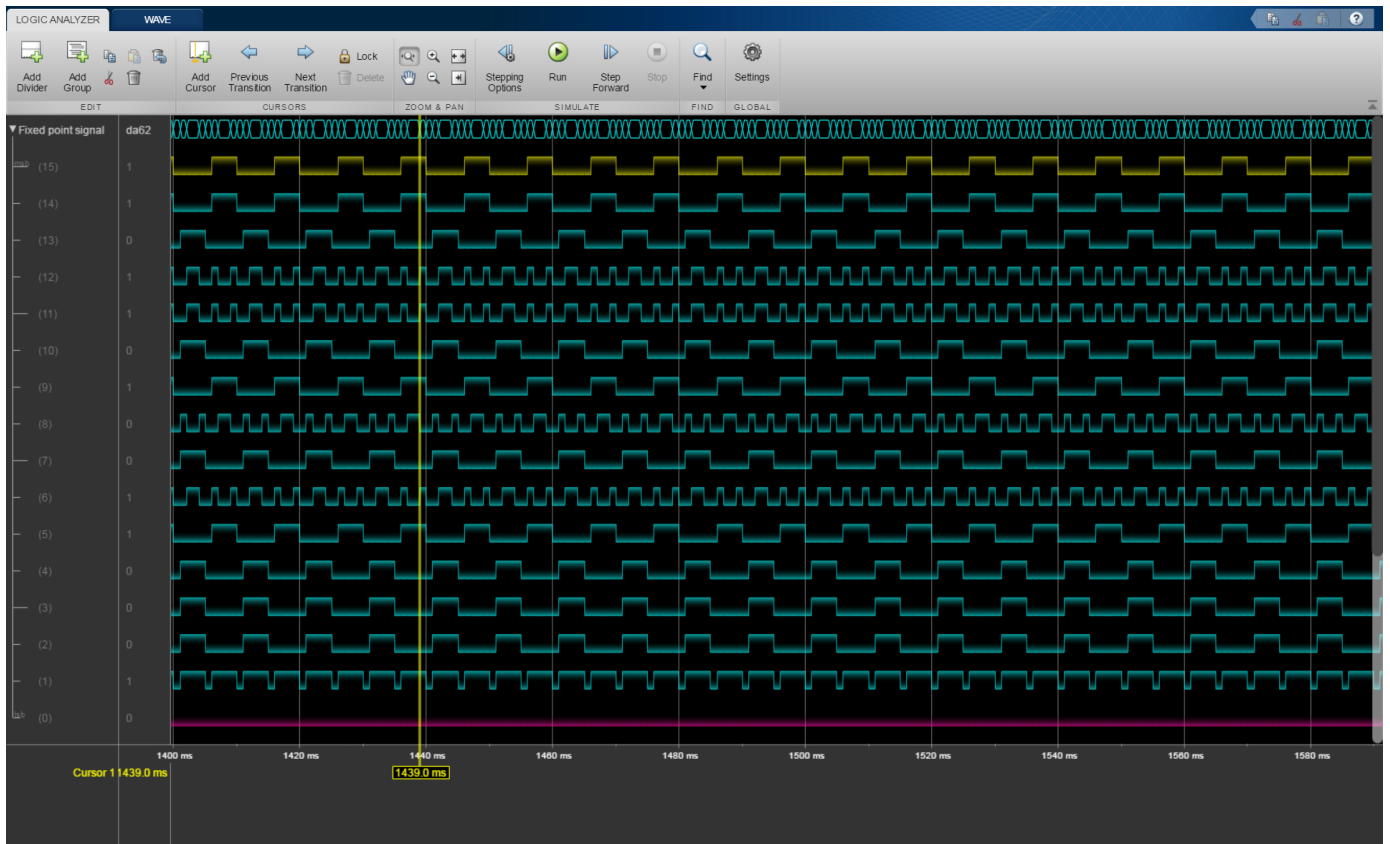 LOGIC ANALYZER
WAVE
?
Add Divider
Add Group
Add Cursor
Previous Transition
Next Transition
Lock
Delete
Stepping Options
Run
Step Forward
Stop
Find
Settings
EDIT
CURSORS
ZOOM & PAN
SIMULATE
FIND
GLOBAL
Fixed point signal da62
msb (15) 1
(14) 1
(13) 0
(12) 1
(11) 1
(10) 0
(9) 1
(8) 0
(7) 0
(6) 1
(5) 1
(4) 0
(3) 0
(2) 0
(1) 1
lsb (0) 0
1400 ms 1420 ms 1440 ms 1460 ms 1480 ms 1500 ms 1520 ms 1540 ms 1560 ms 1580 ms
Cursor 1 1439.0 ms 1439.0 ms